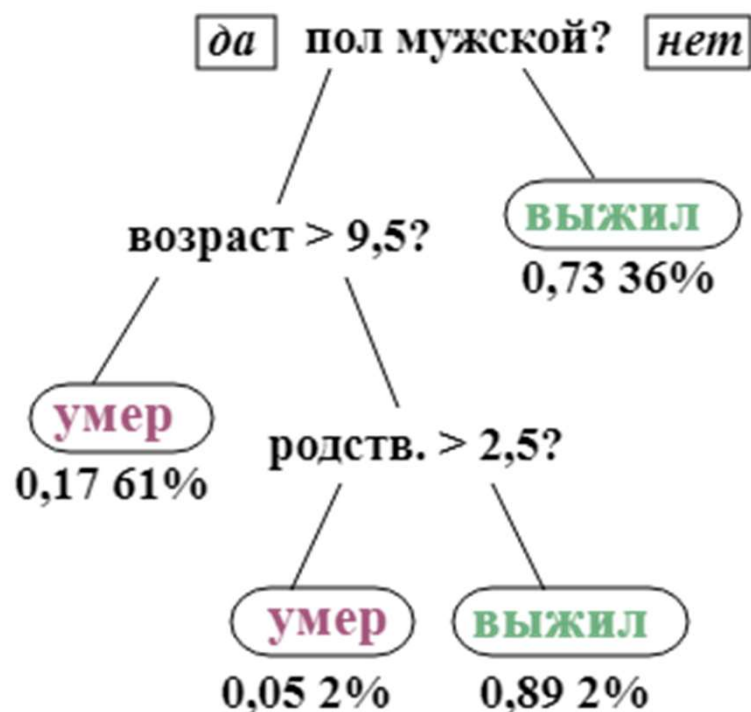 да пол мужской? нет
выжил
возраст > 9,5?
0,73 36%
умер
родств. > 2,5?
0,17 61%
умер выжил
0,05 2% 0,89 2%